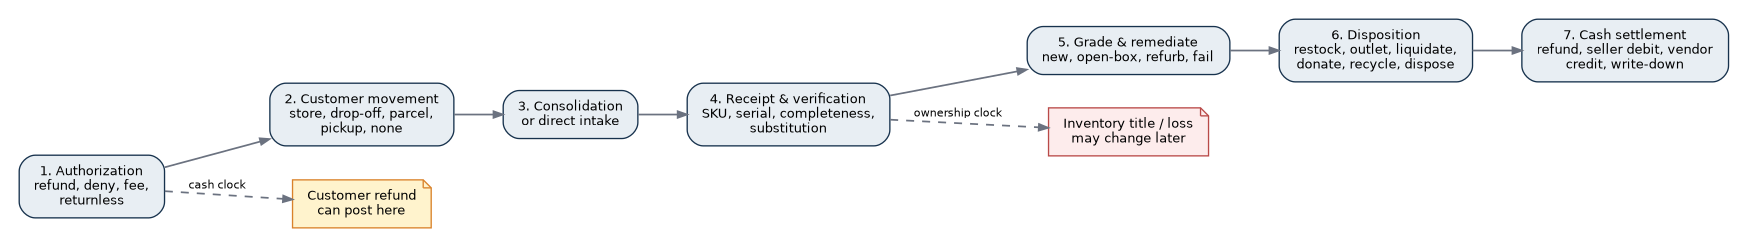 1. Authorization
refund, deny, fee,
returnless
cash clock
Customer refund
can post here
2. Customer movement
store, drop-off, parcel,
pickup, none
3. Consolidation
or direct intake
4. Receipt & verification
SKU, serial, completeness,
substitution
ownership clock
Inventory title / loss
may change later
5. Grade & remediate
new, open-box, refurb, fail
6. Disposition
restock, outlet, liquidate,
donate, recycle, dispose
7. Cash settlement
refund, seller debit, vendor
credit, write-down